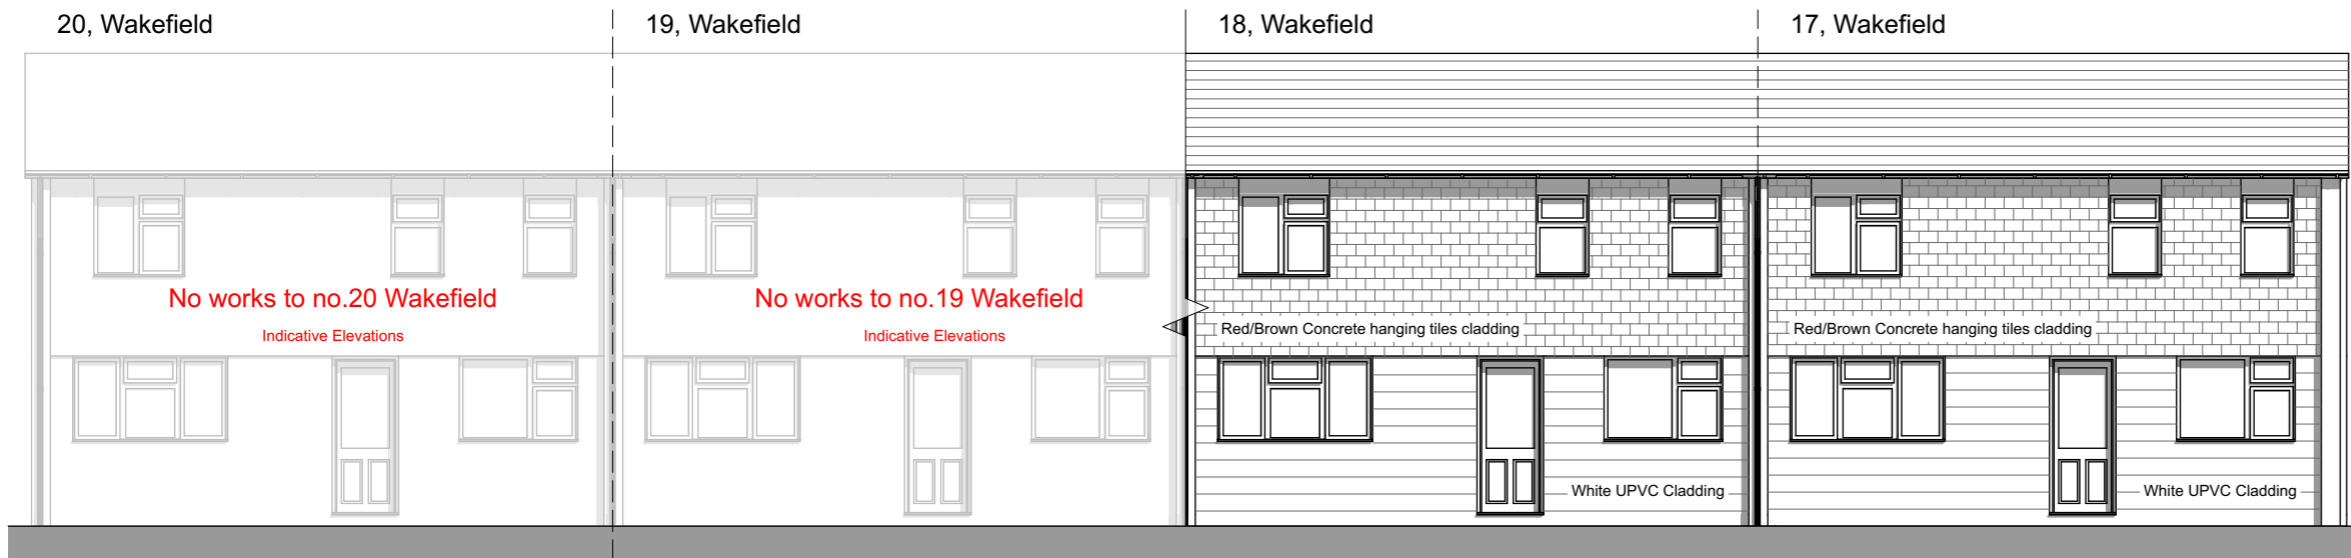 20, Wakefield
19, Wakefield
18, Wakefield
17, Wakefield
No works to no.20 Wakefield
Indicative Elevations
No works to no.19 Wakefield
Indicative Elevations
Red/Brown Concrete hanging tiles cladding
Red/Brown Concrete hanging tiles cladding
White UPVC Cladding
White UPVC Cladding